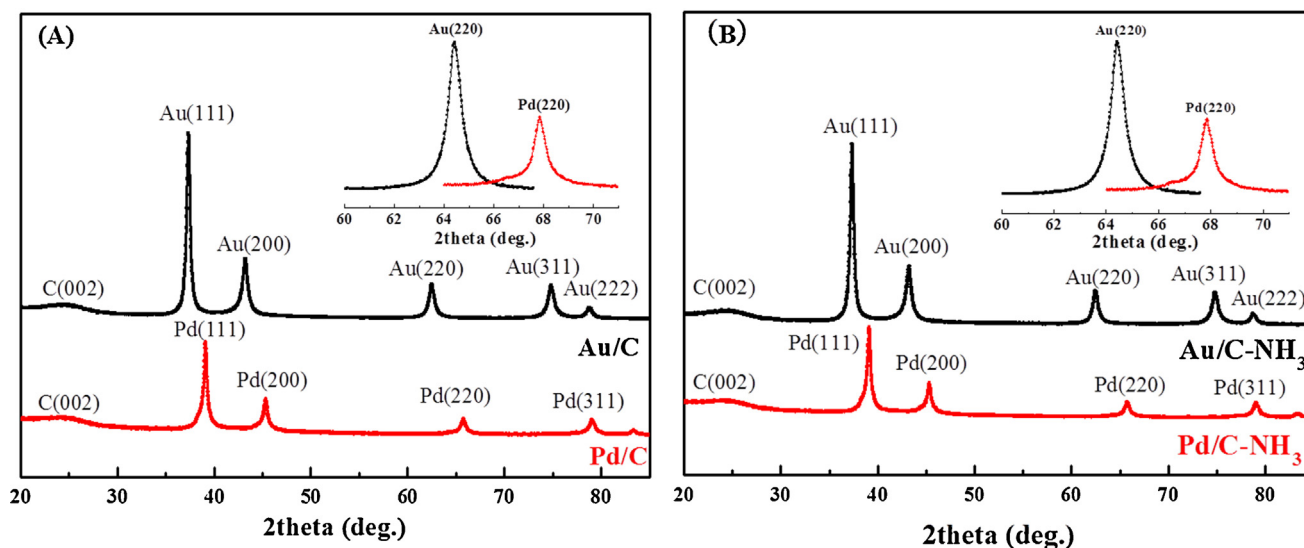 (A)
Au(220)
Pd(220)
60 62 64 66 68 70
2theta (deg.)
Au(111)
Au(200)
Au(220)
Au(311)
Au(222)
C(002)
Au/C
Pd(111)
Pd(200)
Pd(220)
Pd(311)
C(002)
Pd/C
20 30 40 50 60 70 80
2theta (deg.)
(B)
Au(220)
Pd(220)
60 62 64 66 68 70
2theta (deg.)
Au(111)
Au(200)
Au(220)
Au(311)
Au(222)
C(002)
Au/C-NH3
Pd(111)
Pd(200)
Pd(220)
Pd(311)
C(002)
Pd/C-NH3
20 30 40 50 60 70 80
2theta (deg.)